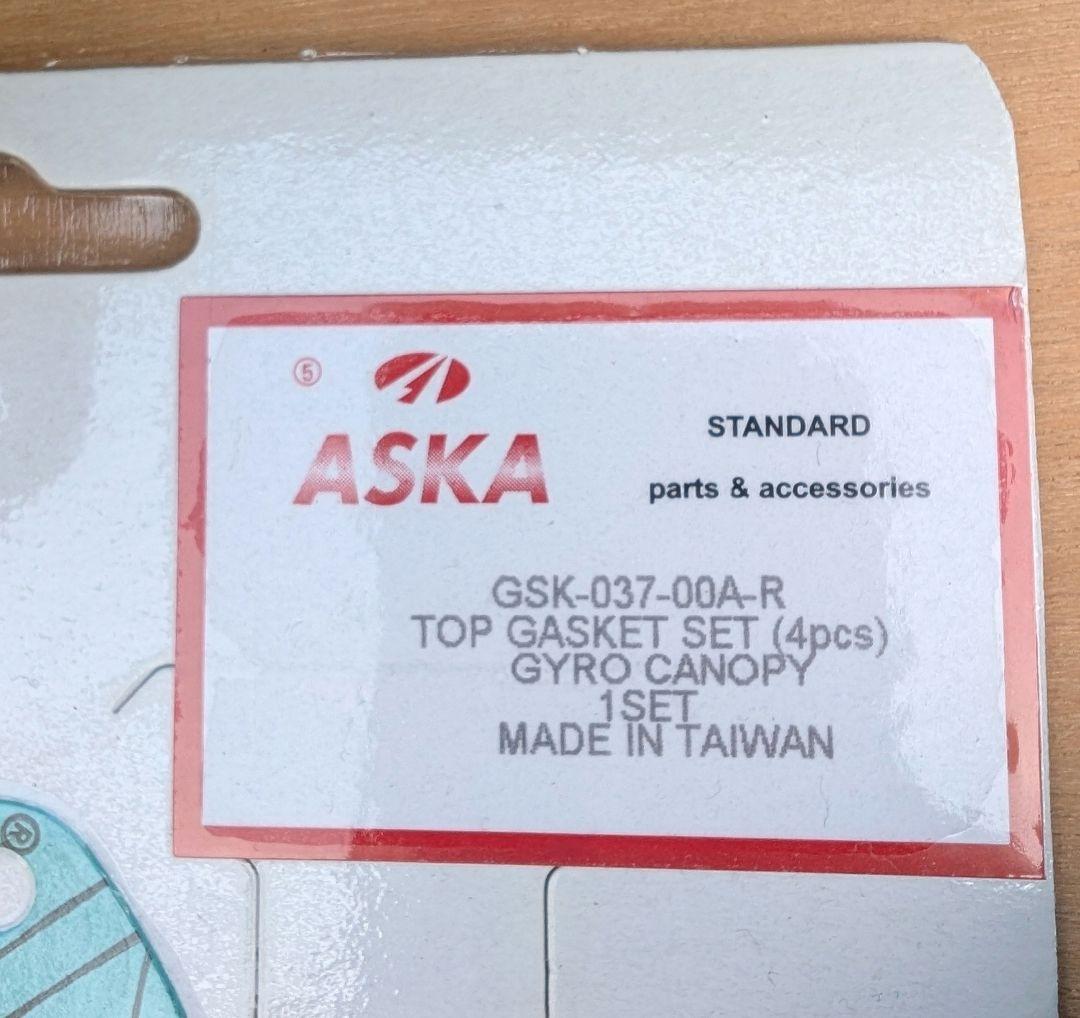 ⑤
ASKA
STANDARD
parts & accessories
GSK-037-00A-R
TOP GASKET SET (4pcs)
GYRO CANOPY
1SET
MADE IN TAIWAN
®